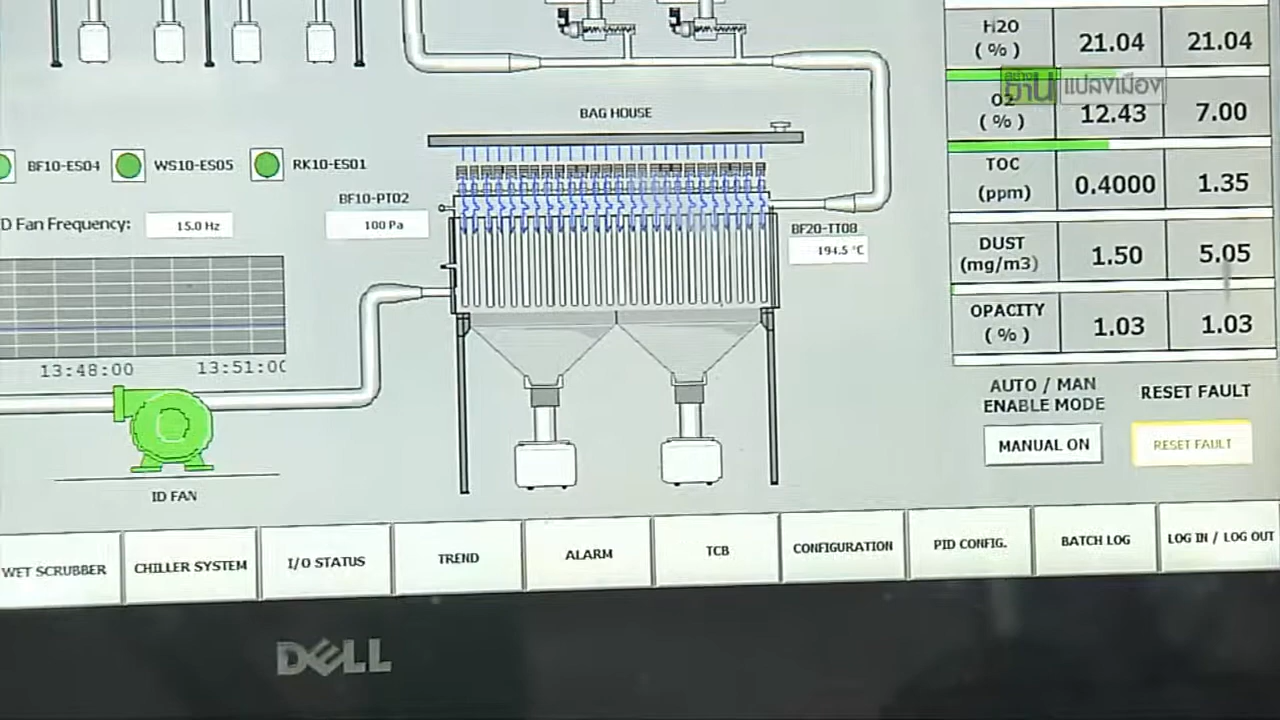 H2O
( % )
21.04
21.04
แปลงเมือง
O2
( % )
12.43
7.00
BAG HOUSE
BF10-ES04
WS10-ES05
RK10-ES01
TOC
(ppm)
0.4000
1.35
BF10-PT02
100 Pa
D Fan Frequency:
15.0 Hz
BF20-TT08
194.5 °C
DUST
(mg/m3)
1.50
5.05
OPACITY
( % )
1.03
1.03
13:48:00
13:51:00
AUTO / MAN
ENABLE MODE
RESET FAULT
MANUAL ON
RESET FAULT
ID FAN
WET SCRUBBER
CHILLER SYSTEM
I/O STATUS
TREND
ALARM
TCB
CONFIGURATION
PID CONFIG.
BATCH LOG
LOG IN / LOG OUT
DELL